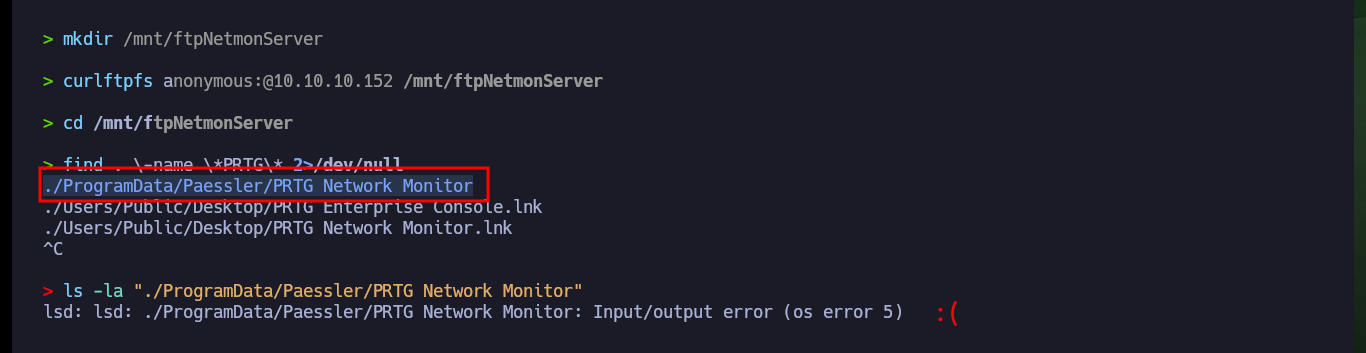 > mkdir /mnt/ftpNetmonServer
> curlftpfs anonymous:@10.10.10.152 /mnt/ftpNetmonServer
> cd /mnt/ftpNetmonServer
> find . \-name \*PRTG\* 2>/dev/null
./ProgramData/Paessler/PRTG Network Monitor
./Users/Public/Desktop/PRTG Enterprise Console.lnk
./Users/Public/Desktop/PRTG Network Monitor.lnk
^C
> ls -la "./ProgramData/Paessler/PRTG Network Monitor"
lsd: lsd: ./ProgramData/Paessler/PRTG Network Monitor: Input/output error (os error 5) :(